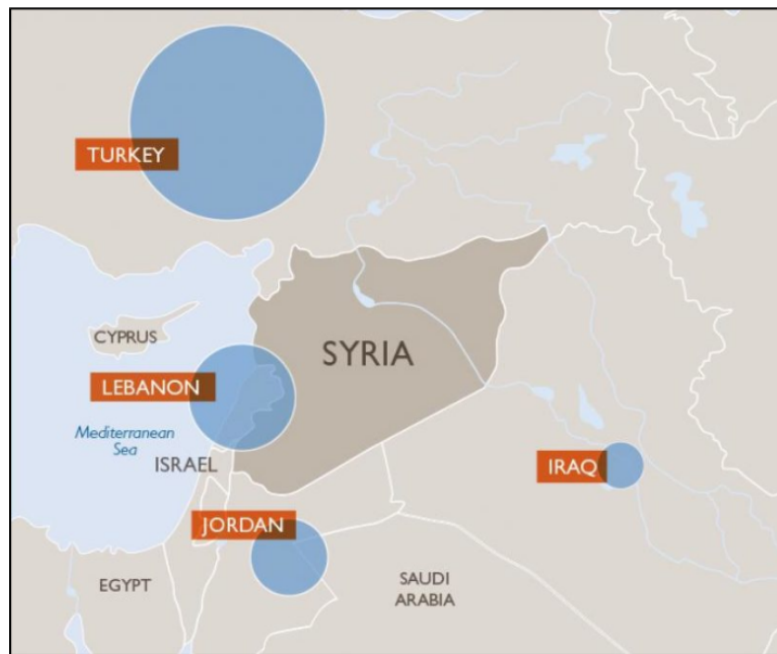 TURKEY
CYPRUS
SYRIA
LEBANON
Mediterranean
Sea
ISRAEL
IRAQ
JORDAN
EGYPT
SAUDI
ARABIA